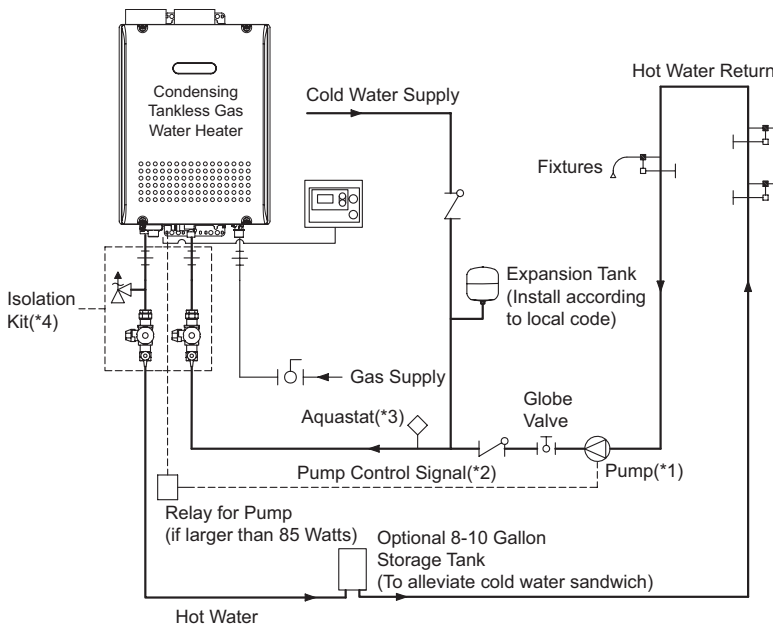 Condensing
Tankless Gas
Water Heater
Cold Water Supply
Hot Water Return
Fixtures
Expansion Tank
(Install according
to local code)
Isolation
Kit(*4)
Gas Supply
Globe
Valve
Aquastat(*3)
Pump Control Signal(*2)
Pump(*1)
Relay for Pump
(if larger than 85 Watts)
Optional 8-10 Gallon
Storage Tank
(To alleviate cold water sandwich)
Hot Water